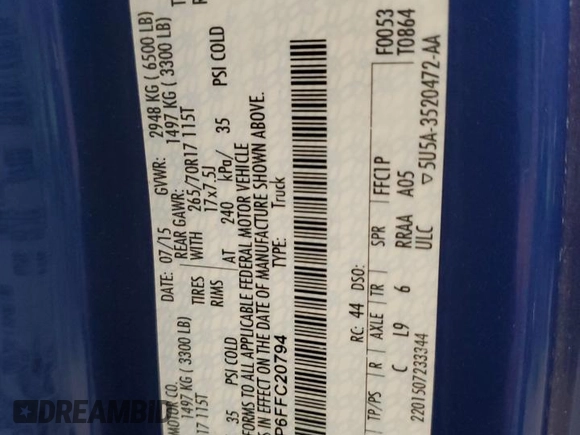 DATE: 07/15 GVWR: 2948 KG ( 6500 LB)
MOTOR CO.
1497 KG ( 3300 LB) REAR GAWR: 1497 KG ( 3300 LB)
17 115T TIRES WITH 265/70R17 115T
RIMS 17x7.5J
35 PSI COLD AT 240 kPa/ 35 PSI COLD
FORMS TO ALL APPLICABLE FEDERAL MOTOR VEHICLE
IN EFFECT ON THE DATE OF MANUFACTURE SHOWN ABOVE.
P6FFC20794 TYPE: Truck
F0053
T0864
RC: 44 DSO:
TP/PS R AXLE TR SPR FFC1P
C L9 6 RRAA A05
2201507233344 ULC ▽ 5U5A-3520472-AA
DREAMBID